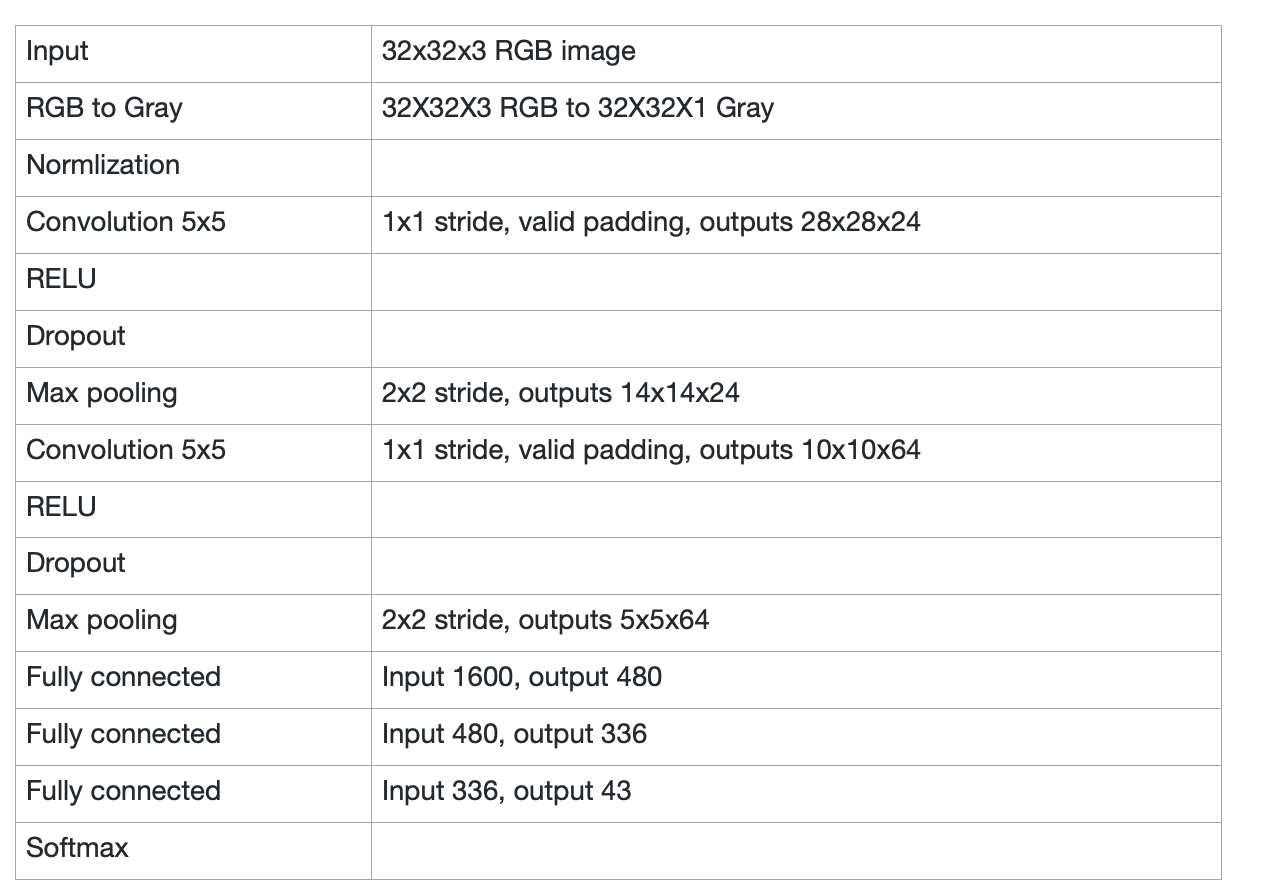 Input 32x32x3 RGB image
RGB to Gray 32X32X3 RGB to 32X32X1 Gray
Normlization
Convolution 5x5 1x1 stride, valid padding, outputs 28x28x24
RELU
Dropout
Max pooling 2x2 stride, outputs 14x14x24
Convolution 5x5 1x1 stride, valid padding, outputs 10x10x64
RELU
Dropout
Max pooling 2x2 stride, outputs 5x5x64
Fully connected Input 1600, output 480
Fully connected Input 480, output 336
Fully connected Input 336, output 43
Softmax